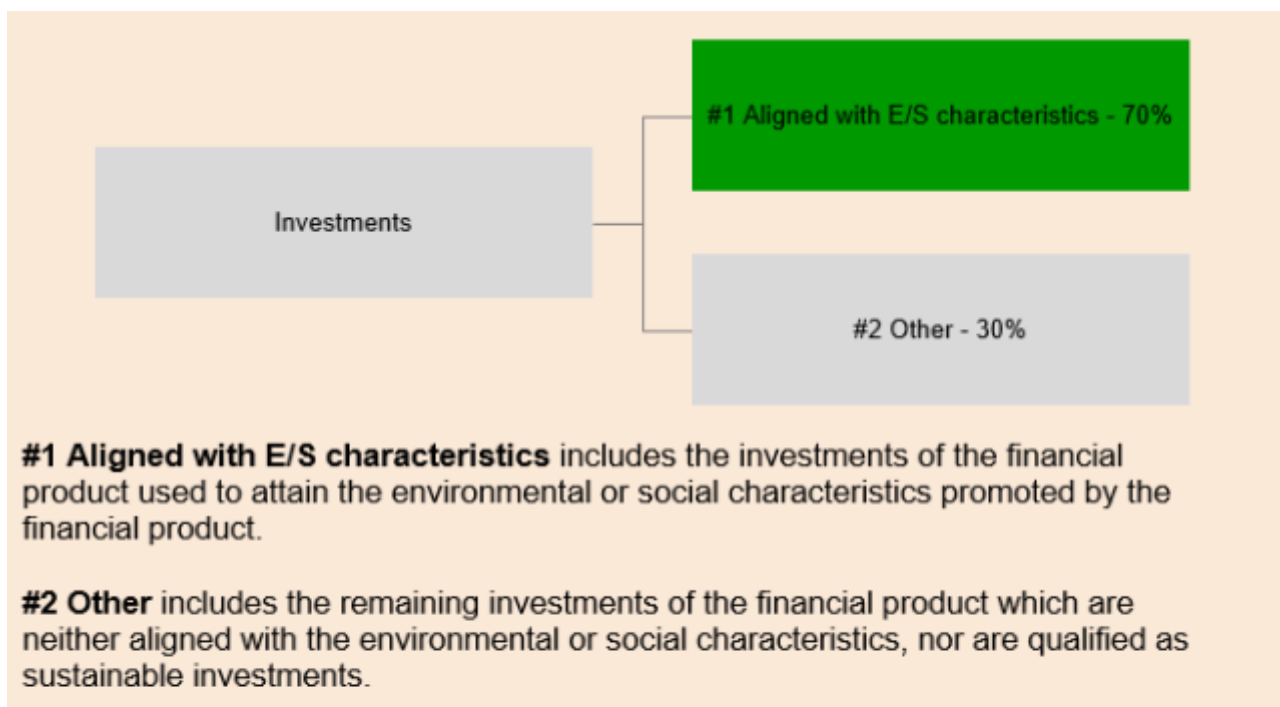 #1 Aligned with E/S characteristics - 70%
Investments
#2 Other - 30%
#1 Aligned with E/S characteristics includes the investments of the financial
product used to attain the environmental or social characteristics promoted by the
financial product.
#2 Other includes the remaining investments of the financial product which are
neither aligned with the environmental or social characteristics, nor are qualified as
sustainable investments.